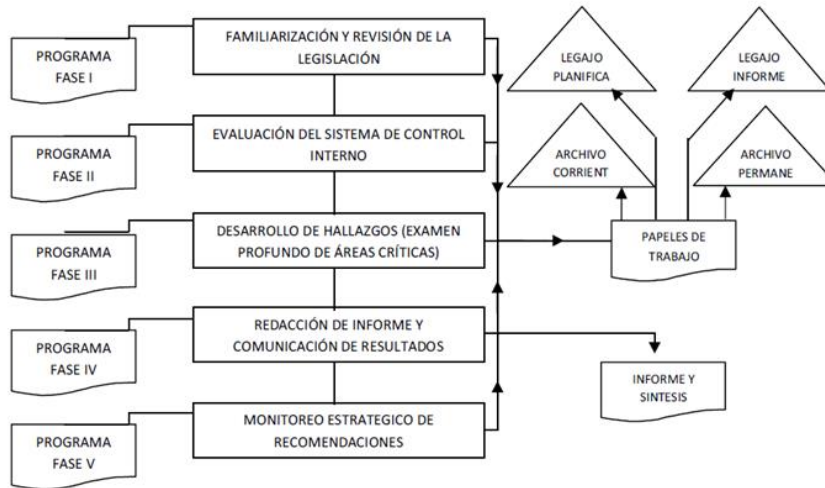 PROGRAMA
FASE I
FAMILIARIZACIÓN Y REVISIÓN DE LA
LEGISLACIÓN
LEGAJO
PLANIFICA
LEGAJO
INFORME
PROGRAMA
FASE II
EVALUACIÓN DEL SISTEMA DE CONTROL
INTERNO
ARCHIVO
CORRIENT
ARCHIVO
PERMANE
PROGRAMA
FASE III
DESARROLLO DE HALLAZGOS (EXAMEN
PROFUNDO DE ÁREAS CRÍTICAS)
PAPELES DE
TRABAJO
PROGRAMA
FASE IV
REDACCIÓN DE INFORME Y
COMUNICACIÓN DE RESULTADOS
INFORME Y
SINTESIS
PROGRAMA
FASE V
MONITOREO ESTRATEGICO DE
RECOMENDACIONES